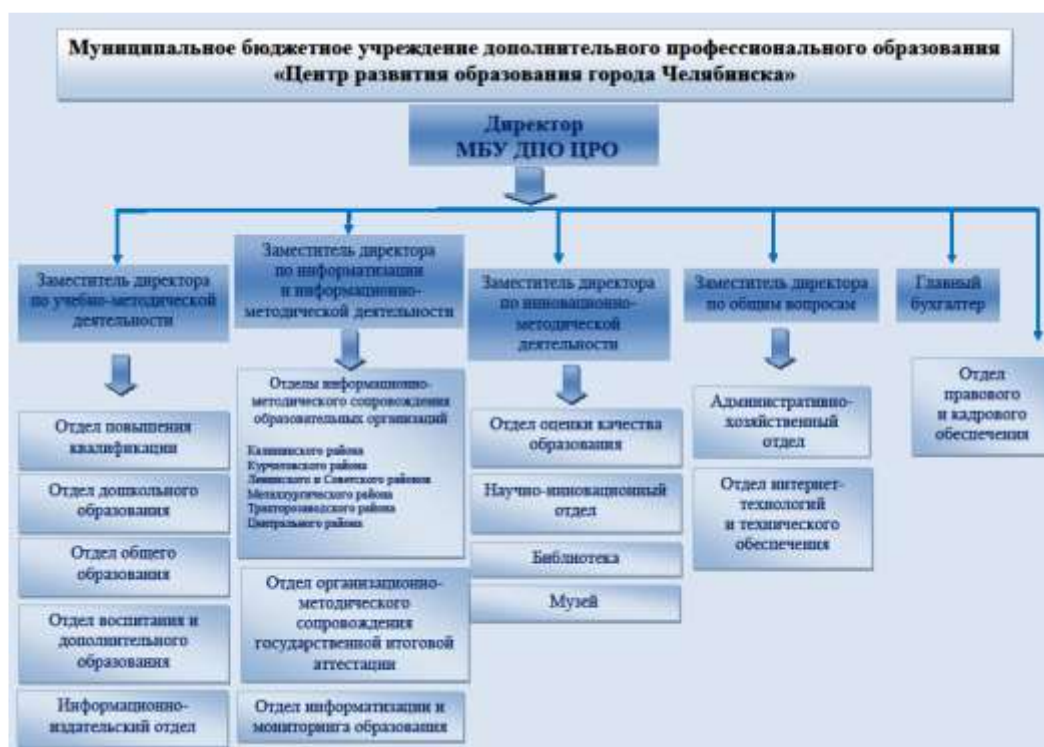 Муниципальное бюджетное учреждение дополнительного профессионального образования
«Центр развития образования города Челябинска»
Директор
МБУ ДПО ЦРО
Заместитель директора
по учебно-методической
деятельности
Отдел повышения
квалификации
Отдел дошкольного
образования
Отдел общего
образования
Отдел воспитания и
дополнительного
образования
Информационно-
издательский отдел
Заместитель директора
по информатизации
и информационно-
методической деятельности
Отделы информационно-
методического сопровождения
образовательных организаций
Калининского района
Курчатовского района
Ленинского и Советского районов
Металлургического района
Тракторозаводского района
Центрального района
Отдел организационно-
методического
сопровождения
государственной итоговой
аттестации
Отдел информатизации и
мониторинга образования
Заместитель директора
по инновационно-
методической
деятельности
Отдел оценки качества
образования
Научно-инновационный
отдел
Библиотека
Музей
Заместитель директора
по общим вопросам
Административно-
хозяйственный
отдел
Отдел интернет-
технологий
и технического
обеспечения
Главный
бухгалтер
Отдел
правового
и кадрового
обеспечения